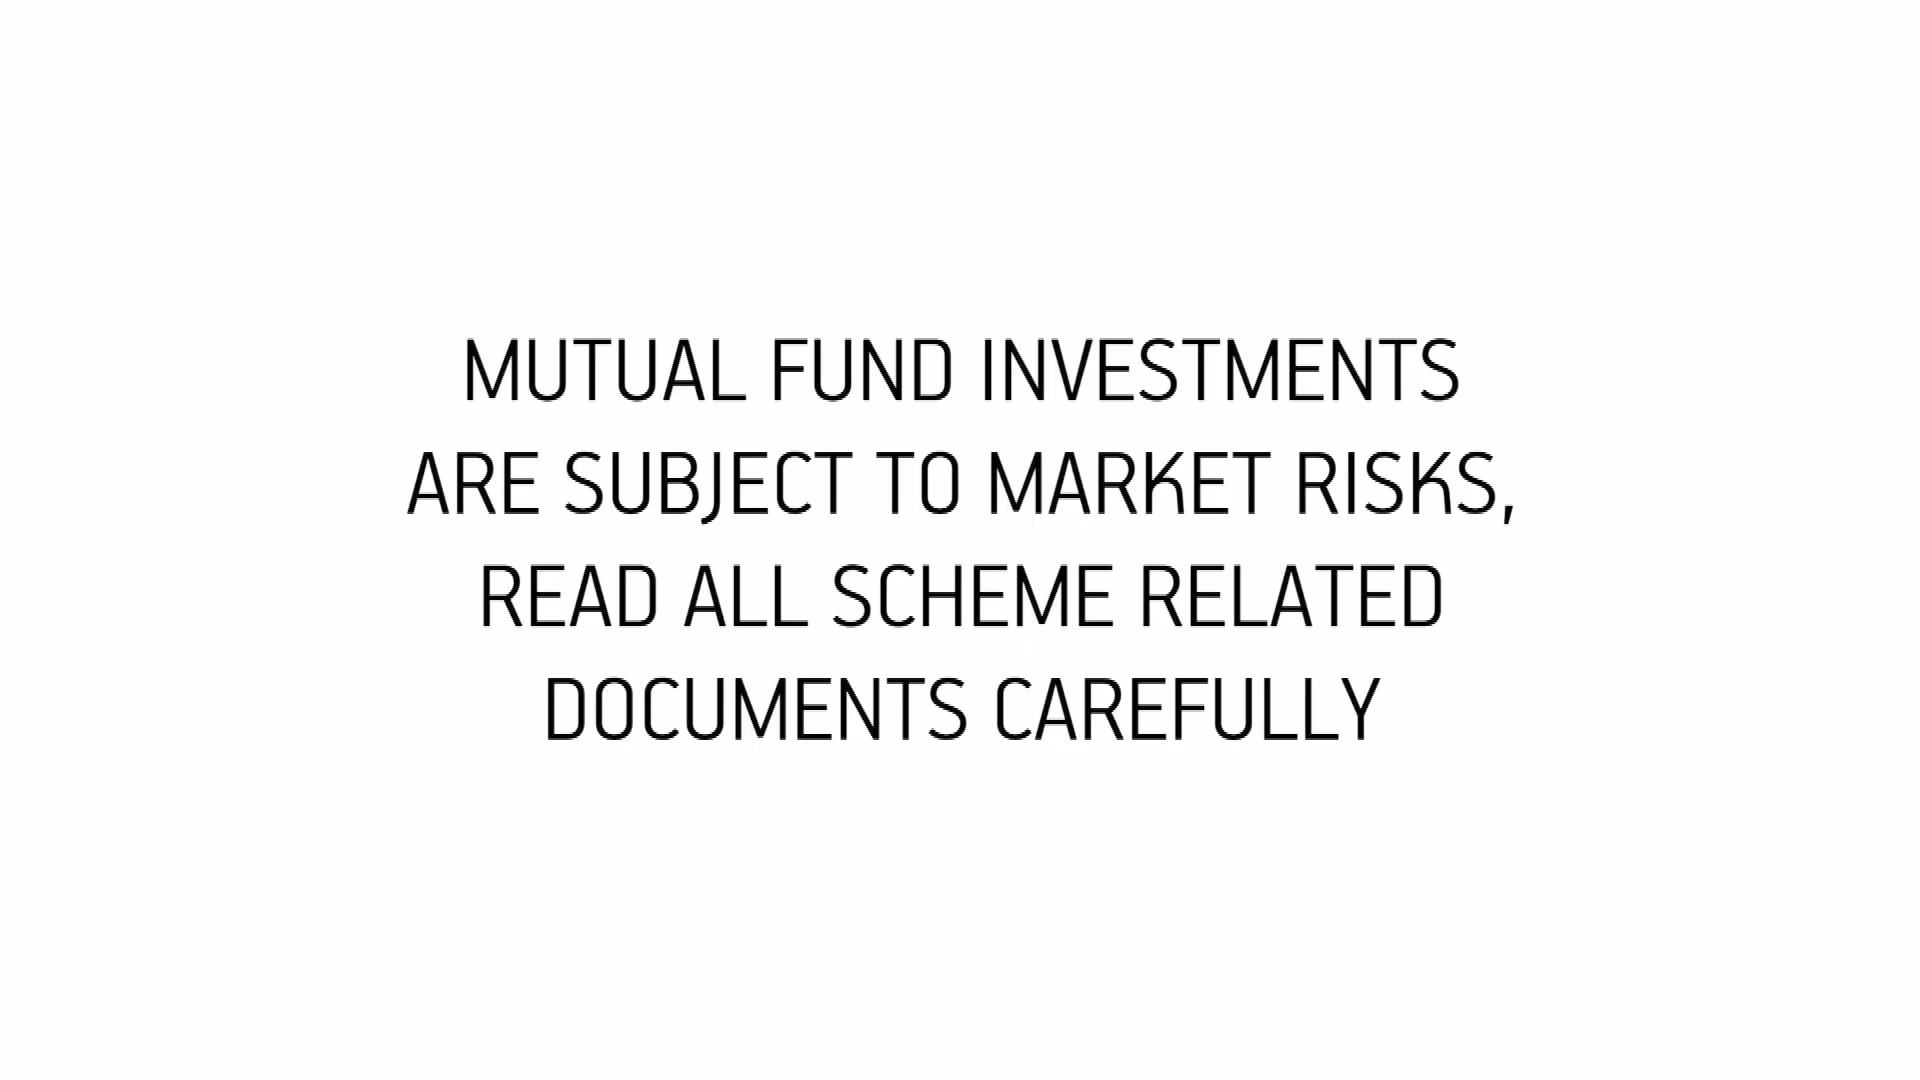 MUTUAL FUND INVESTMENTS
ARE SUBJECT TO MARKET RISKS,
READ ALL SCHEME RELATED
DOCUMENTS CAREFULLY